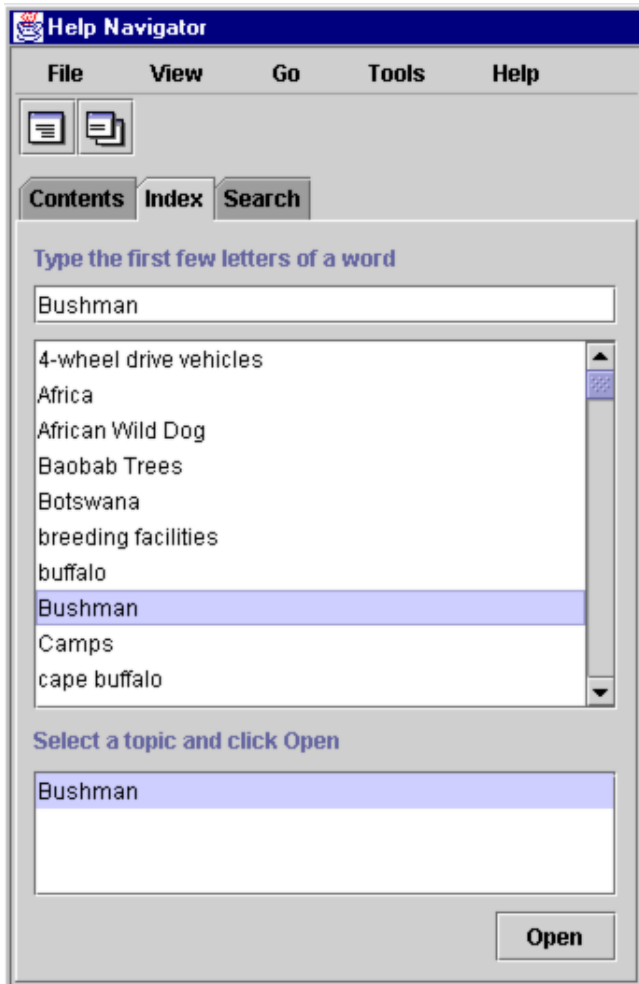 Help Navigator
File View Go Tools Help
Contents Index Search
Type the first few letters of a word
Bushman
4-wheel drive vehicles
Africa
African Wild Dog
Baobab Trees
Botswana
breeding facilities
buffalo
Bushman
Camps
cape buffalo
Select a topic and click Open
Bushman
Open